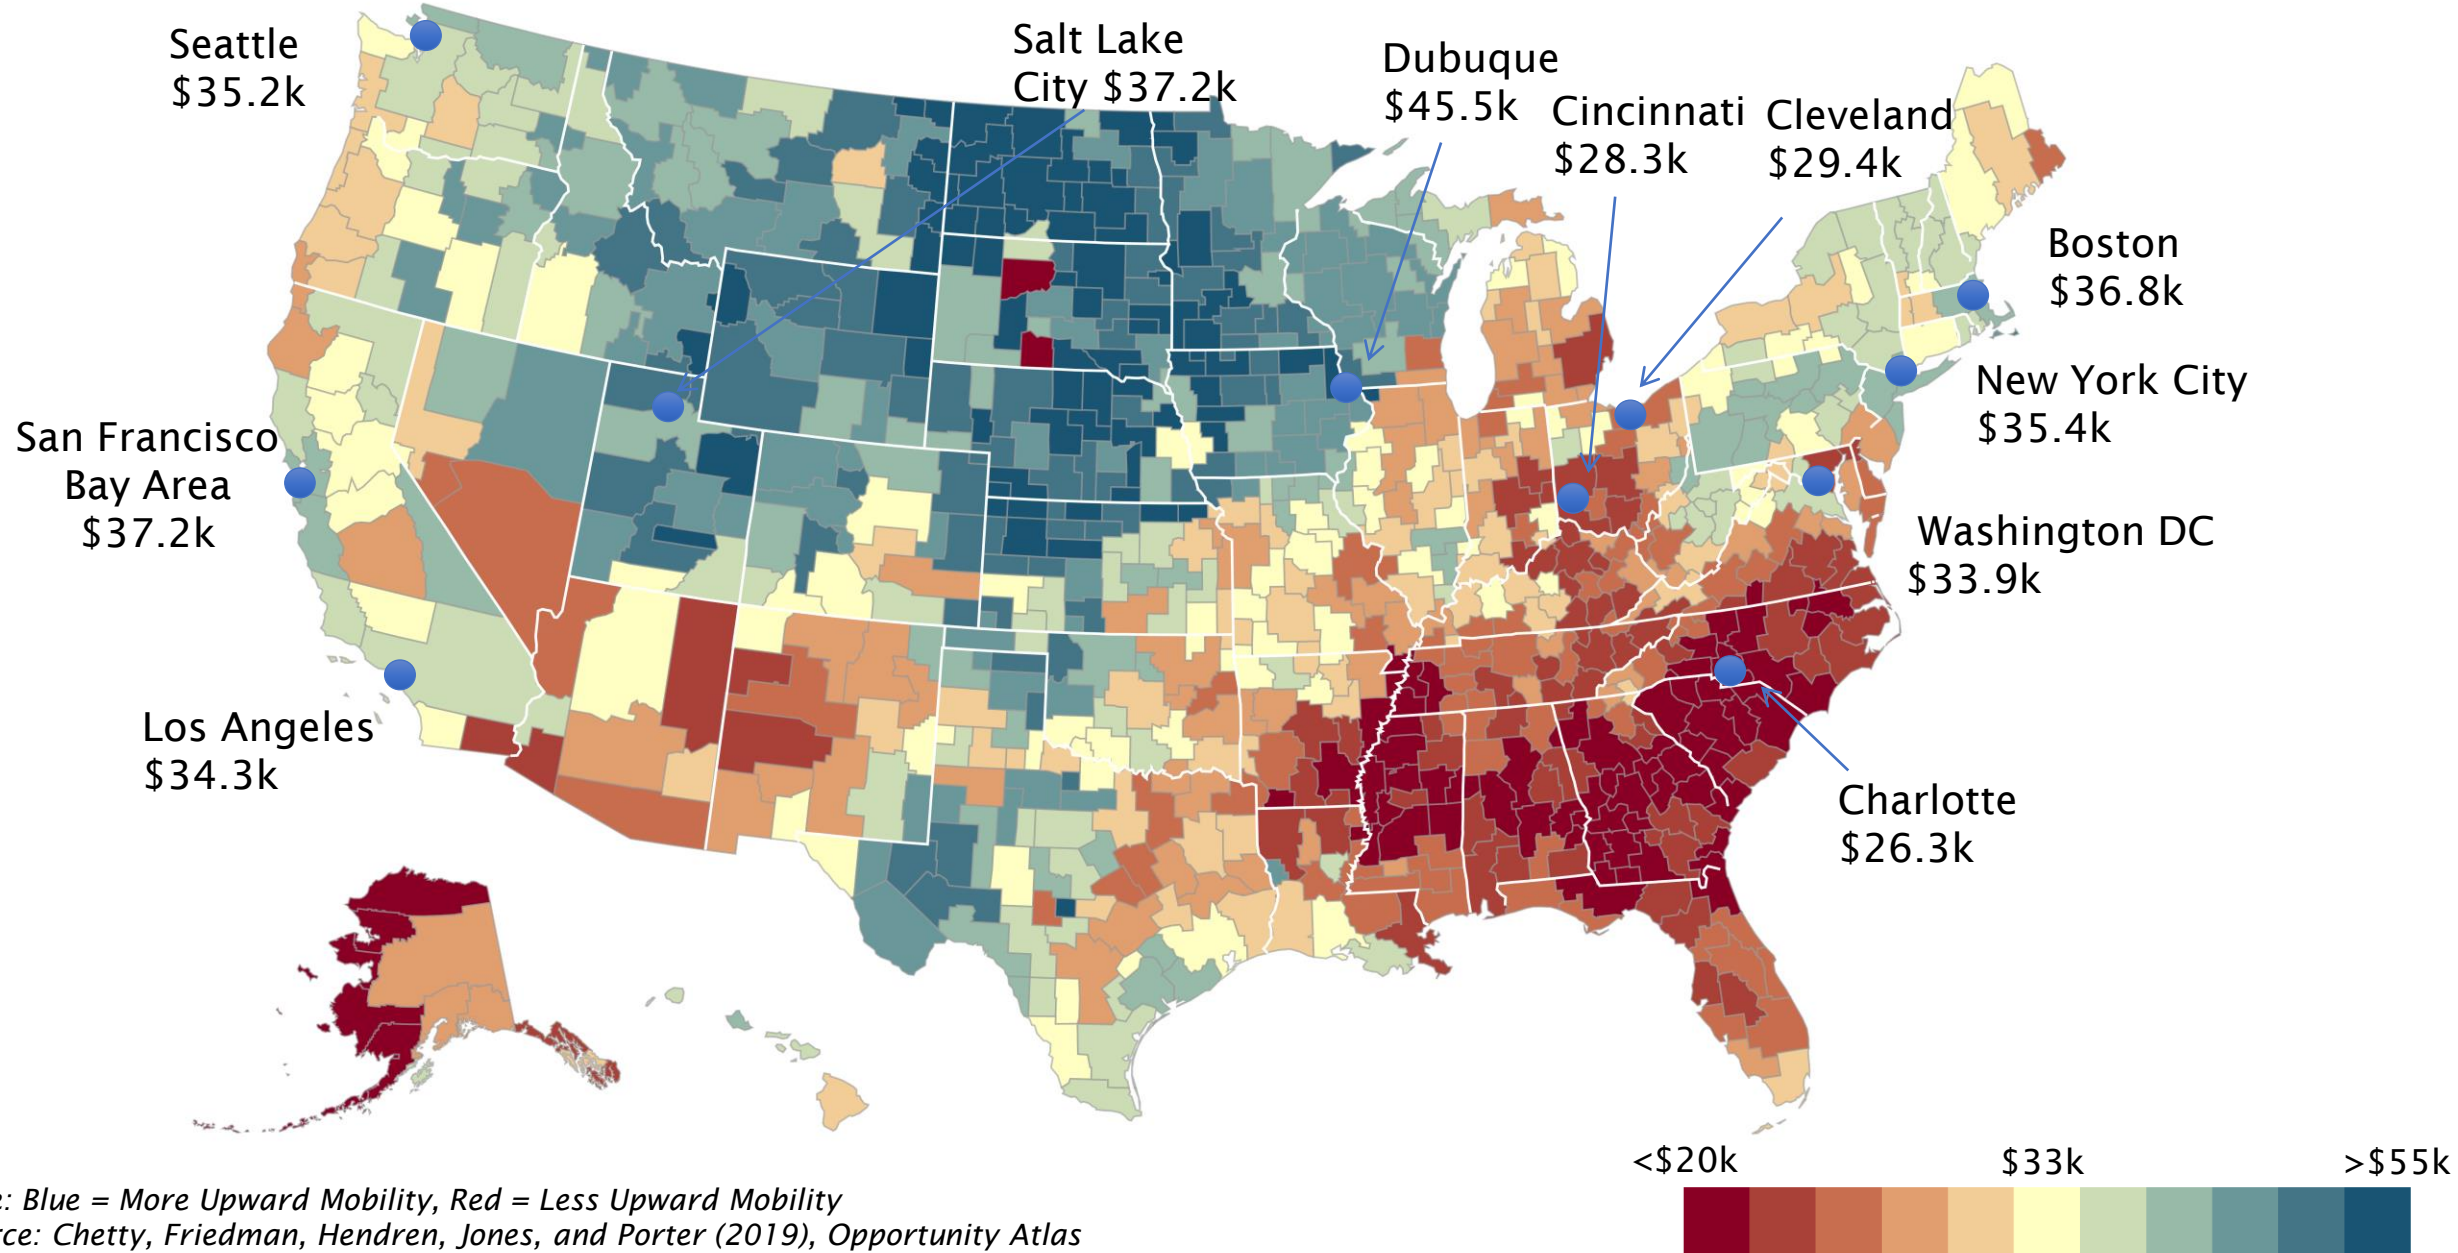 Seattle
$35.2k
Salt Lake
City $37.2k
Dubuque
$45.5k
Cincinnati
$28.3k
Cleveland
$29.4k
Boston
$36.8k
New York City
$35.4k
San Francisco
Bay Area
$37.2k
Washington DC
$33.9k
Los Angeles
$34.3k
Charlotte
$26.3k
<$20k
$33k
>$55k
: Blue = More Upward Mobility, Red = Less Upward Mobility
: Chetty, Friedman, Hendren, Jones, and Porter (2019), Opportunity Atlas